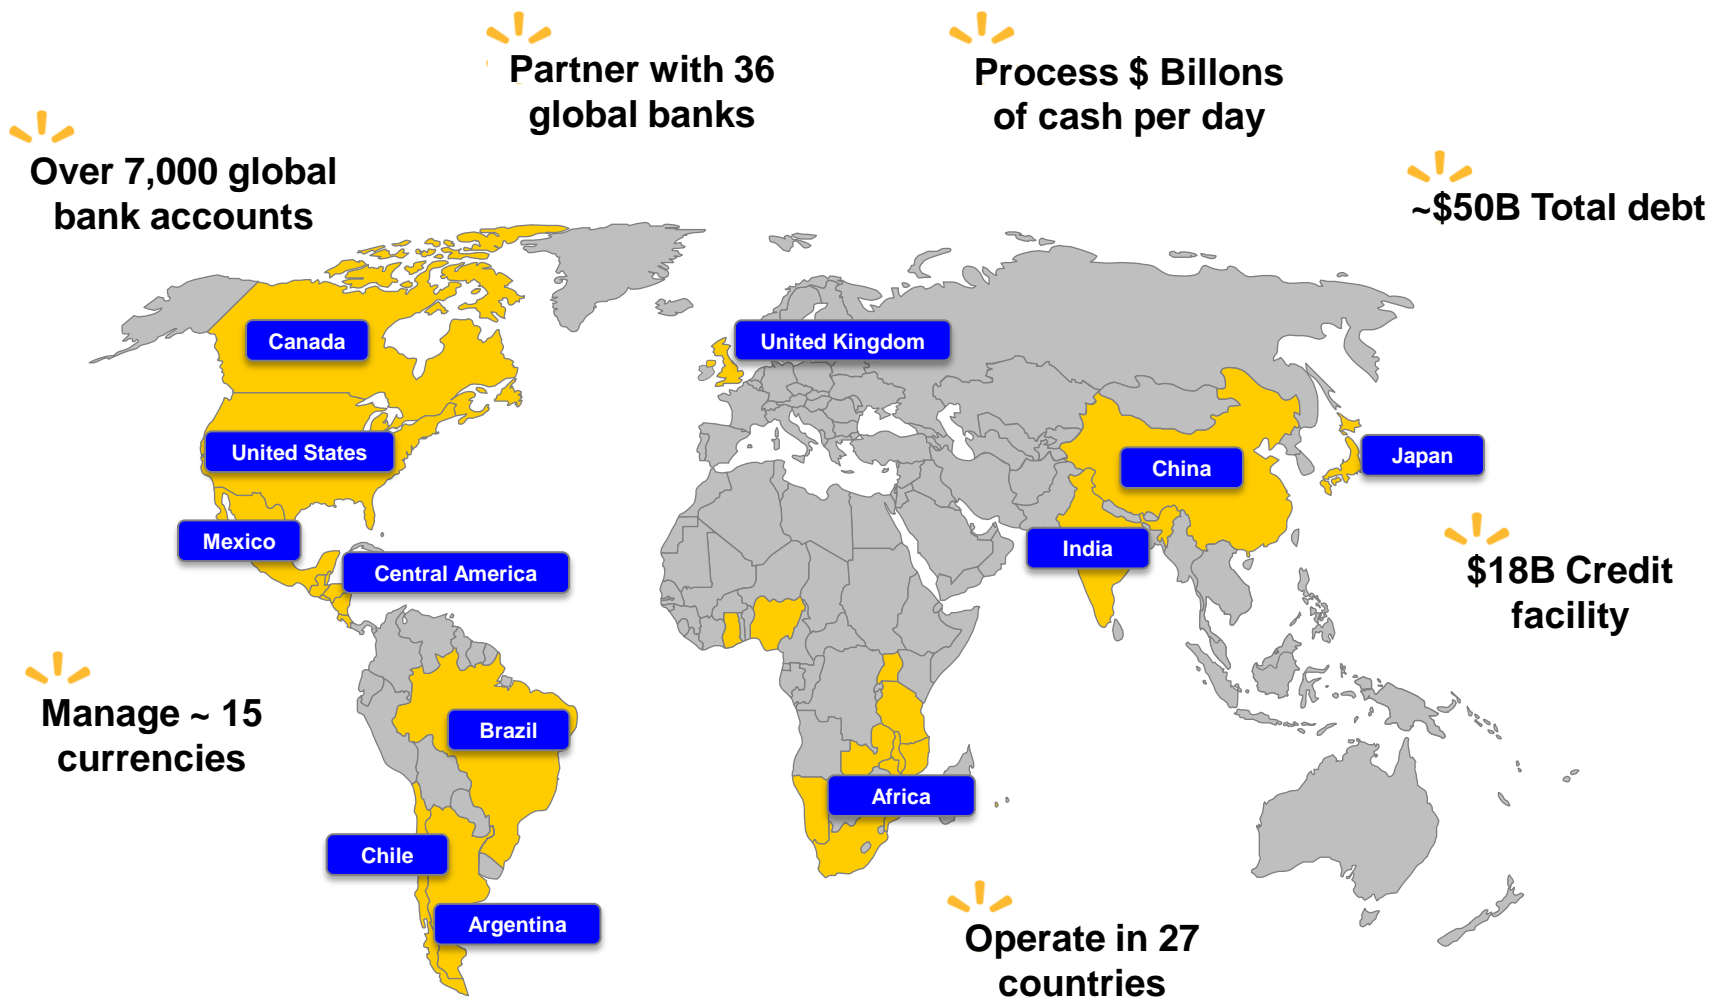 Partner with 36
global banks
Process $ Billons
of cash per day
Over 7,000 global
bank accounts
~$50B Total debt
Canada
United Kingdom
United States
China
Japan
Mexico
India
Central America
$18B Credit
facility
Manage ~ 15
currencies
Brazil
Africa
Chile
Argentina
Operate in 27
countries